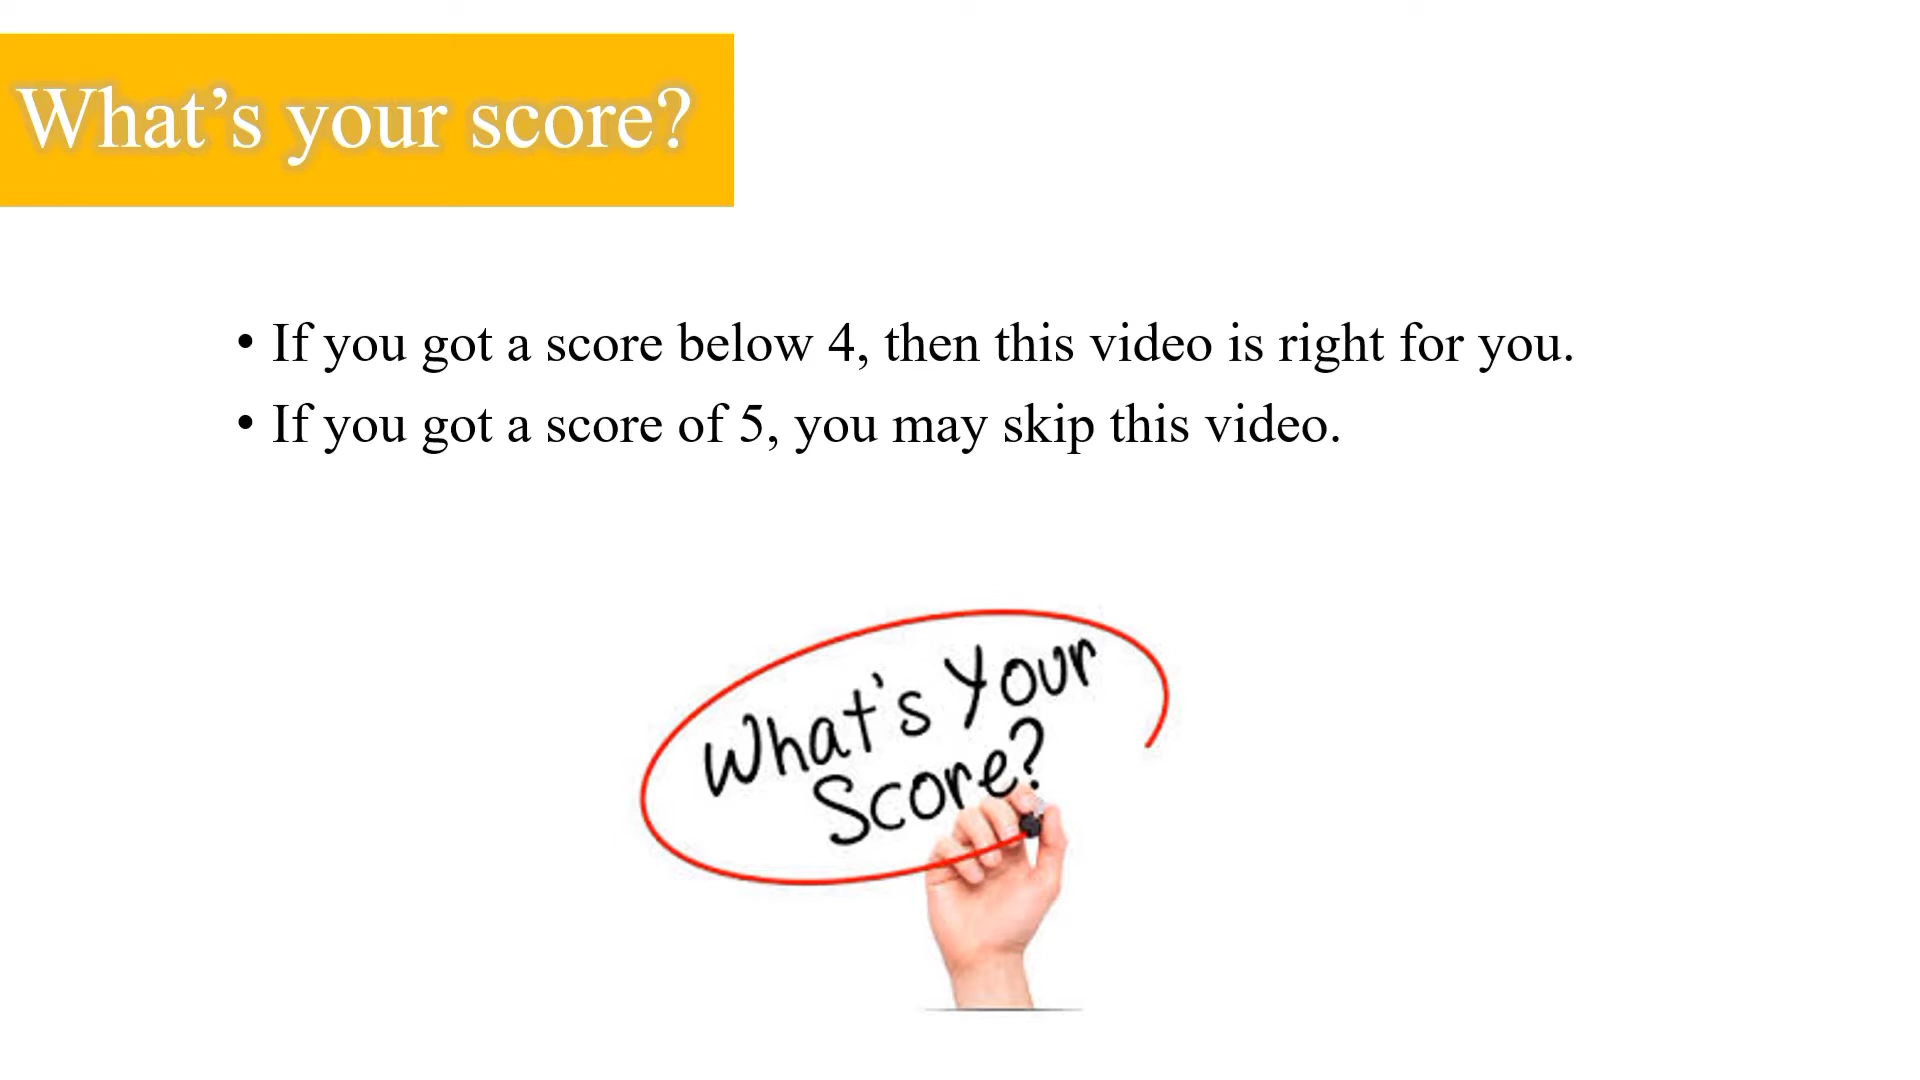 What’s your score?
• If you got a score below 4, then this video is right for you.
• If you got a score of 5, you may skip this video.
What's Your
Score?